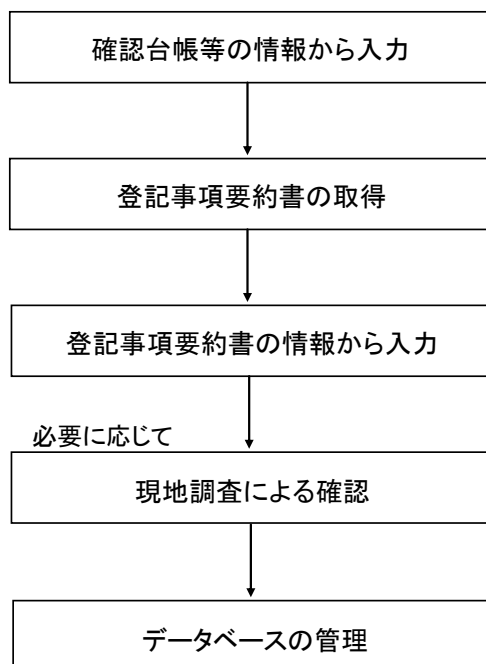 確認台帳等の情報から入力
登記事項要約書の取得
登記事項要約書の情報から入力
必要に応じて
現地調査による確認
データベースの管理